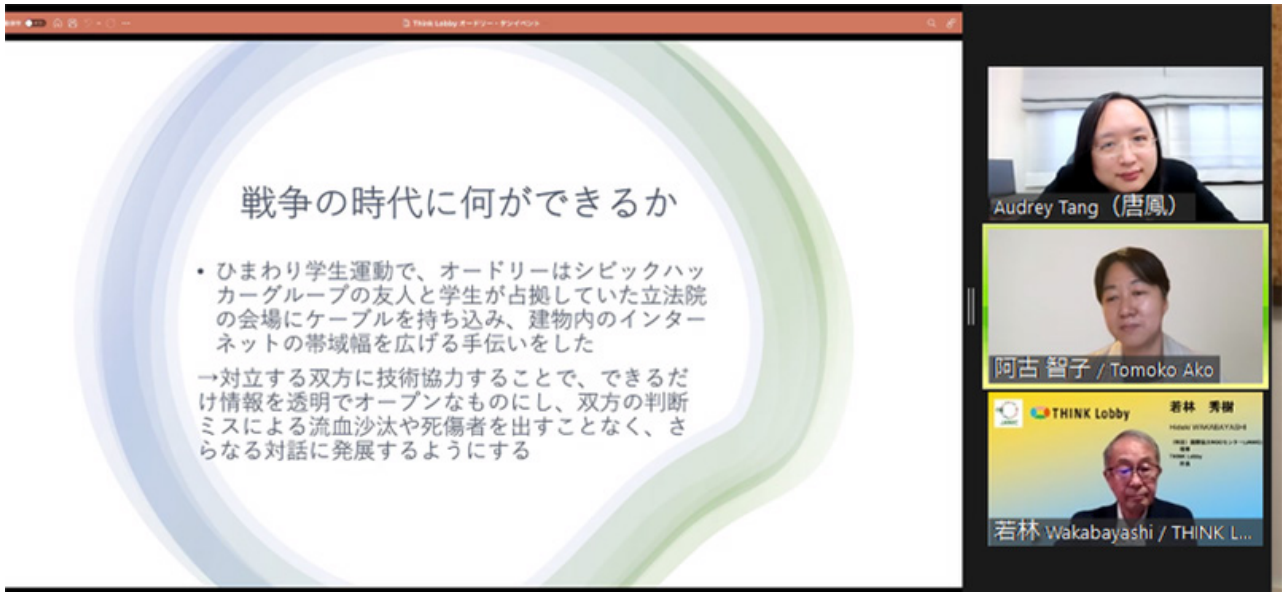 Think Lobby オードリー・タンイベント
戦争の時代に何ができるか
• ひまわり学生運動で、オードリーはシビックハッ
カーグループの友人と学生が占拠していた立法院
の会場にケーブルを持ち込み、建物内のインター
ネットの帯域幅を広げる手伝いをした
→対立する双方に技術協力することで、できるだ
け情報を透明でオープンなものにし、双方の判断
ミスによる流血沙汰や死傷者を出すことなく、さ
らなる対話に発展するようにする
Audrey Tang（唐鳳）
阿古 智子 / Tomoko Ako
THINK Lobby
若林 秀樹
Hideki WAKABAYASHI
THINK Lobby
若林 Wakabayashi / THINK L...